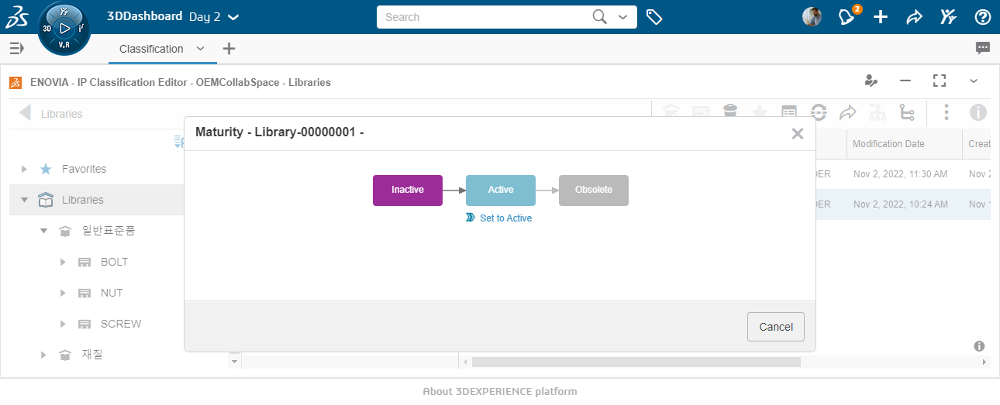 3DDashboard Day 2
Search
2
3D
V.R
Classification
ENOVIA - IP Classification Editor - OEMCollabSpace - Libraries
Libraries
Maturity - Library-00000001 -
Modification Date
Creat
Favorites
Inactive
Active
Obsolete
DER
Nov 2, 2022, 11:30 AM
Nov 2
Libraries
Set to Active
DER
Nov 2, 2022, 10:24 AM
Nov 1
일반표준품
BOLT
NUT
SCREW
Cancel
재질
About 3DEXPERIENCE platform